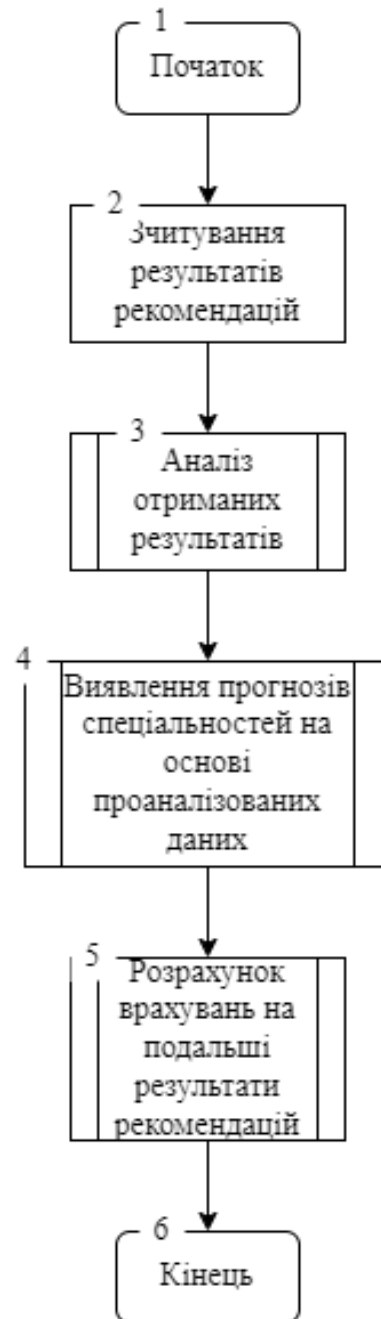 1
Початок
2
Зчитування
результатів
рекомендацій
3
Аналіз
отриманих
результатів
4
Виявлення прогнозів
спеціальностей на
основі
проаналізованих
даних
5
Розрахунок
врахувань на
подальші
результати
рекомендацій
6
Кінець